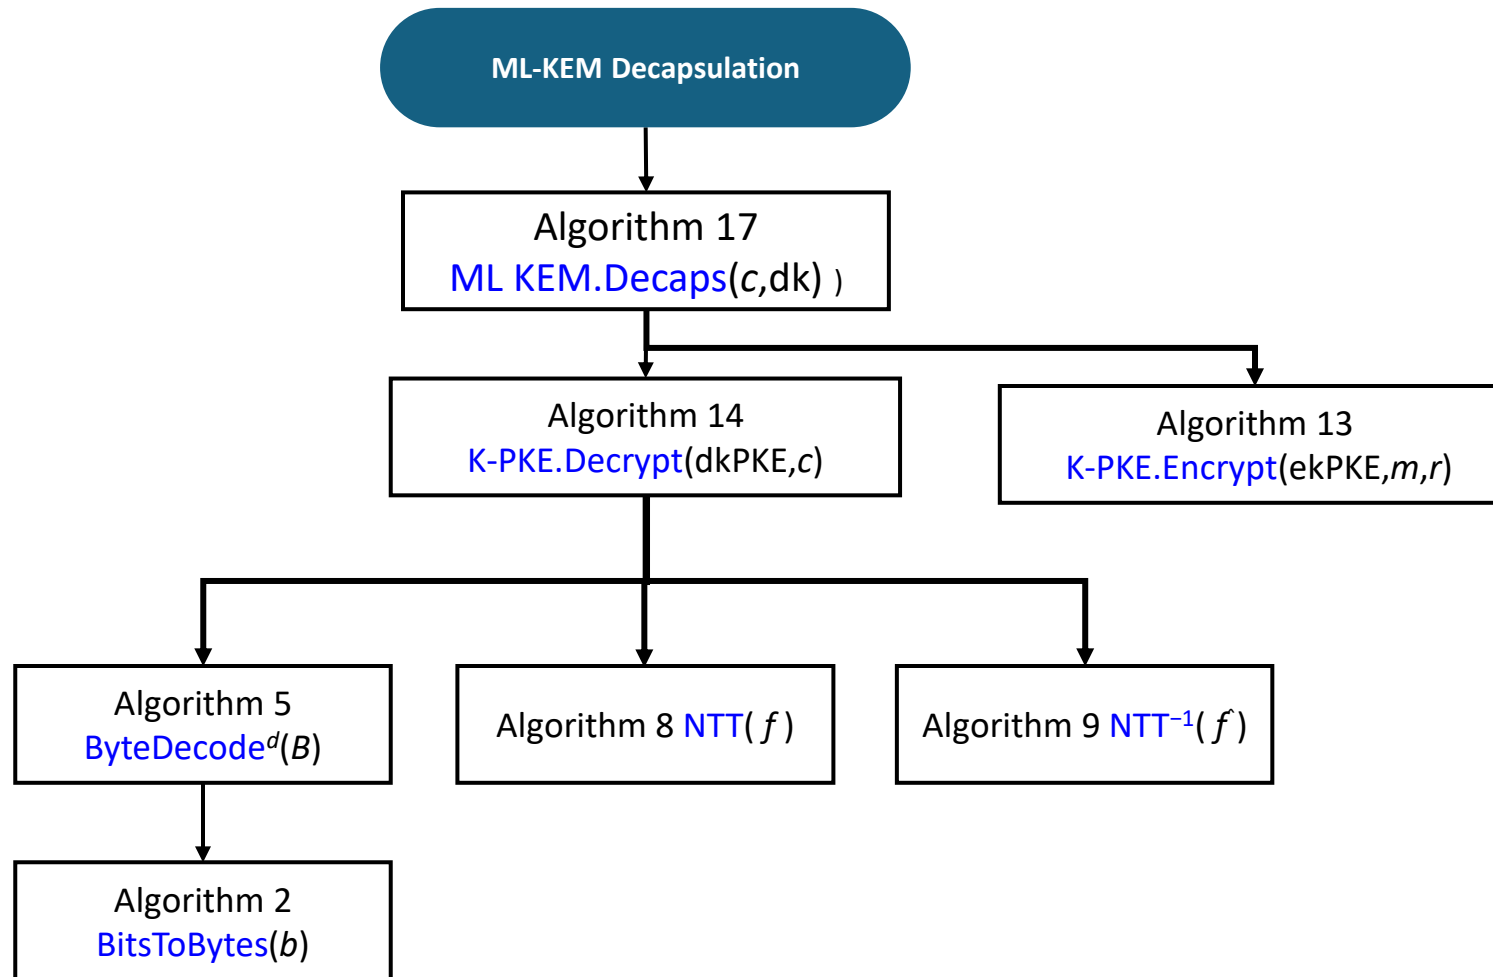 ML-KEM Decapsulation
Algorithm 17
ML KEM.Decaps(c,dk) )
Algorithm 14
K-PKE.Decrypt(dkPKE,c)
Algorithm 13
K-PKE.Encrypt(ekPKE,m,r)
Algorithm 5
ByteDecodeᵈ(B)
Algorithm 8 NTT( f )
Algorithm 9 NTT⁻¹( f̂ )
Algorithm 2
BitsToBytes(b)